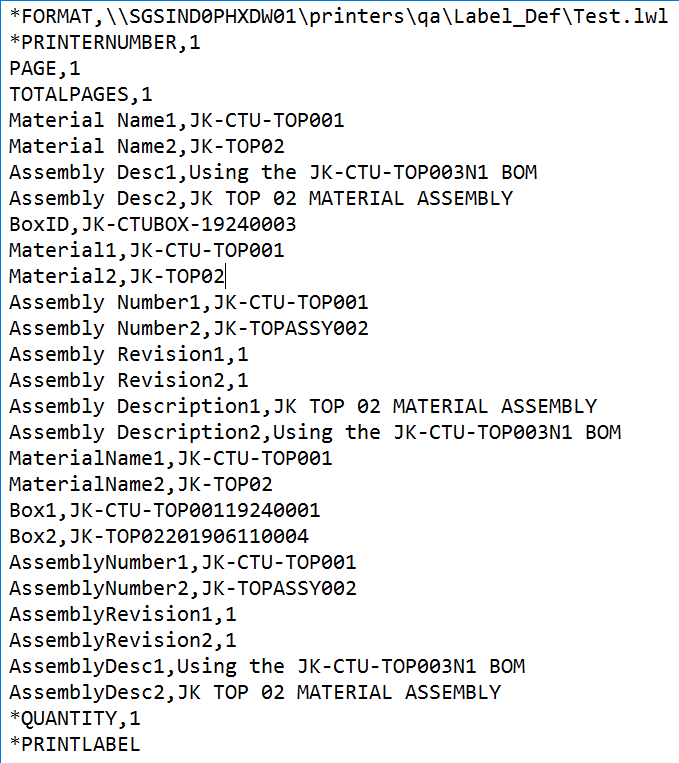 *FORMAT,\\SGSIND0PHXDW01\printers\qa\Label_Def\Test.lwl
*PRINTERNUMBER,1
PAGE,1
TOTALPAGES,1
Material Name1,JK-CTU-TOP001
Material Name2,JK-TOP02
Assembly Desc1,Using the JK-CTU-TOP003N1 BOM
Assembly Desc2,JK TOP 02 MATERIAL ASSEMBLY
BoxID,JK-CTUBOX-19240003
Material1,JK-CTU-TOP001
Material2,JK-TOP02
Assembly Number1,JK-CTU-TOP001
Assembly Number2,JK-TOPASSY002
Assembly Revision1,1
Assembly Revision2,1
Assembly Description1,JK TOP 02 MATERIAL ASSEMBLY
Assembly Description2,Using the JK-CTU-TOP003N1 BOM
MaterialName1,JK-CTU-TOP001
MaterialName2,JK-TOP02
Box1,JK-CTU-TOP00119240001
Box2,JK-TOP02201906110004
AssemblyNumber1,JK-CTU-TOP001
AssemblyNumber2,JK-TOPASSY002
AssemblyRevision1,1
AssemblyRevision2,1
AssemblyDesc1,Using the JK-CTU-TOP003N1 BOM
AssemblyDesc2,JK TOP 02 MATERIAL ASSEMBLY
*QUANTITY,1
*PRINTLABEL